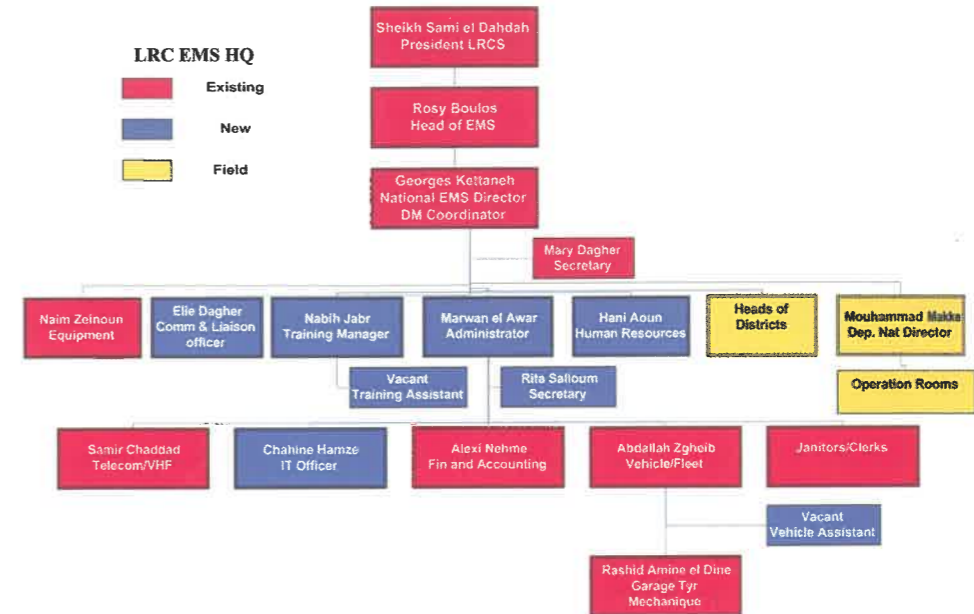 Sheikh Sami el Dahdah
President LRCS
LRC EMS HQ
Existing
New
Field
Rosy Boulos
Head of EMS
Georges Kettaneh
National EMS Director
DM Coordinator
Mary Dagher
Secretary
Naim Zeinoun
Equipment
Elie Dagher
Comm & Liaison
officer
Nabih Jabr
Training Manager
Marwan el Awar
Administrator
Hani Aoun
Human Resources
Heads of
Districts
Mouhammad Makke
Dep. Nat Director
Vacant
Training Assistant
Rita Salloum
Secretary
Operation Rooms
Samir Chaddad
Telecom/VHF
Chahine Hamze
IT Officer
Alexi Nehme
Fin and Accounting
Abdallah Zgheib
Vehicle/Fleet
Janitors/Clerks
Vacant
Vehicle Assistant
Rashid Amine el Dine
Garage Tyr
Mechanique